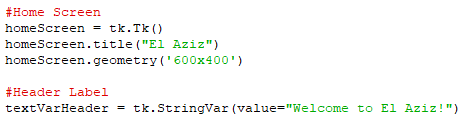 #Home Screen
homeScreen = tk.Tk()
homeScreen.title("El Aziz")
homeScreen.geometry('600x400')
#Header Label
textVarHeader = tk.StringVar(value="Welcome to El Aziz!")